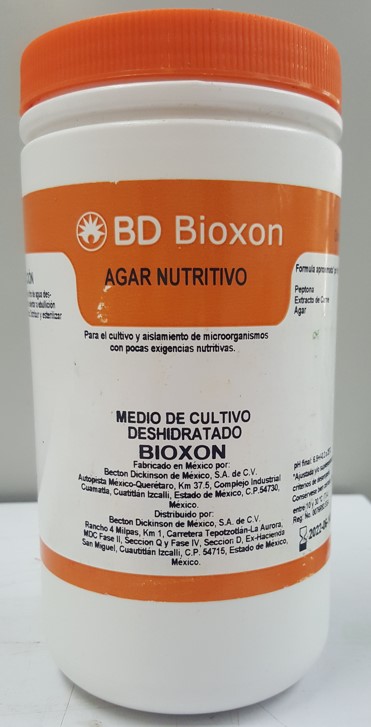 BD Bioxon
AGAR NUTRITIVO
Para el cultivo y aislamiento de microorganismos
con pocas exigencias nutritivas.
MEDIO DE CULTIVO
DESHIDRATADO
BIOXON
Fabricado en México por:
Becton Dickinson de México, S.A. de C.V.
Autopista México-Querétaro, Km 37.5, Complejo Industrial
Cuamatla, Cuatitlán Izcalli, Estado de México, C.P. 54730,
México.
Distribuido por:
Becton Dickinson de México, S.A. de C.V.
Rancho 4 Milpas, Km 1, Carretera Tepotzotlán-La Aurora,
MDC Fase II, Seccion Q y Fase IV, Seccion D, Ex-Hacienda
San Miguel, Cuautitlán Izcalli, C.P. 54715, Estado de México,
México.
Formula
Peptona
Extracto de Carne
Agar
pH final